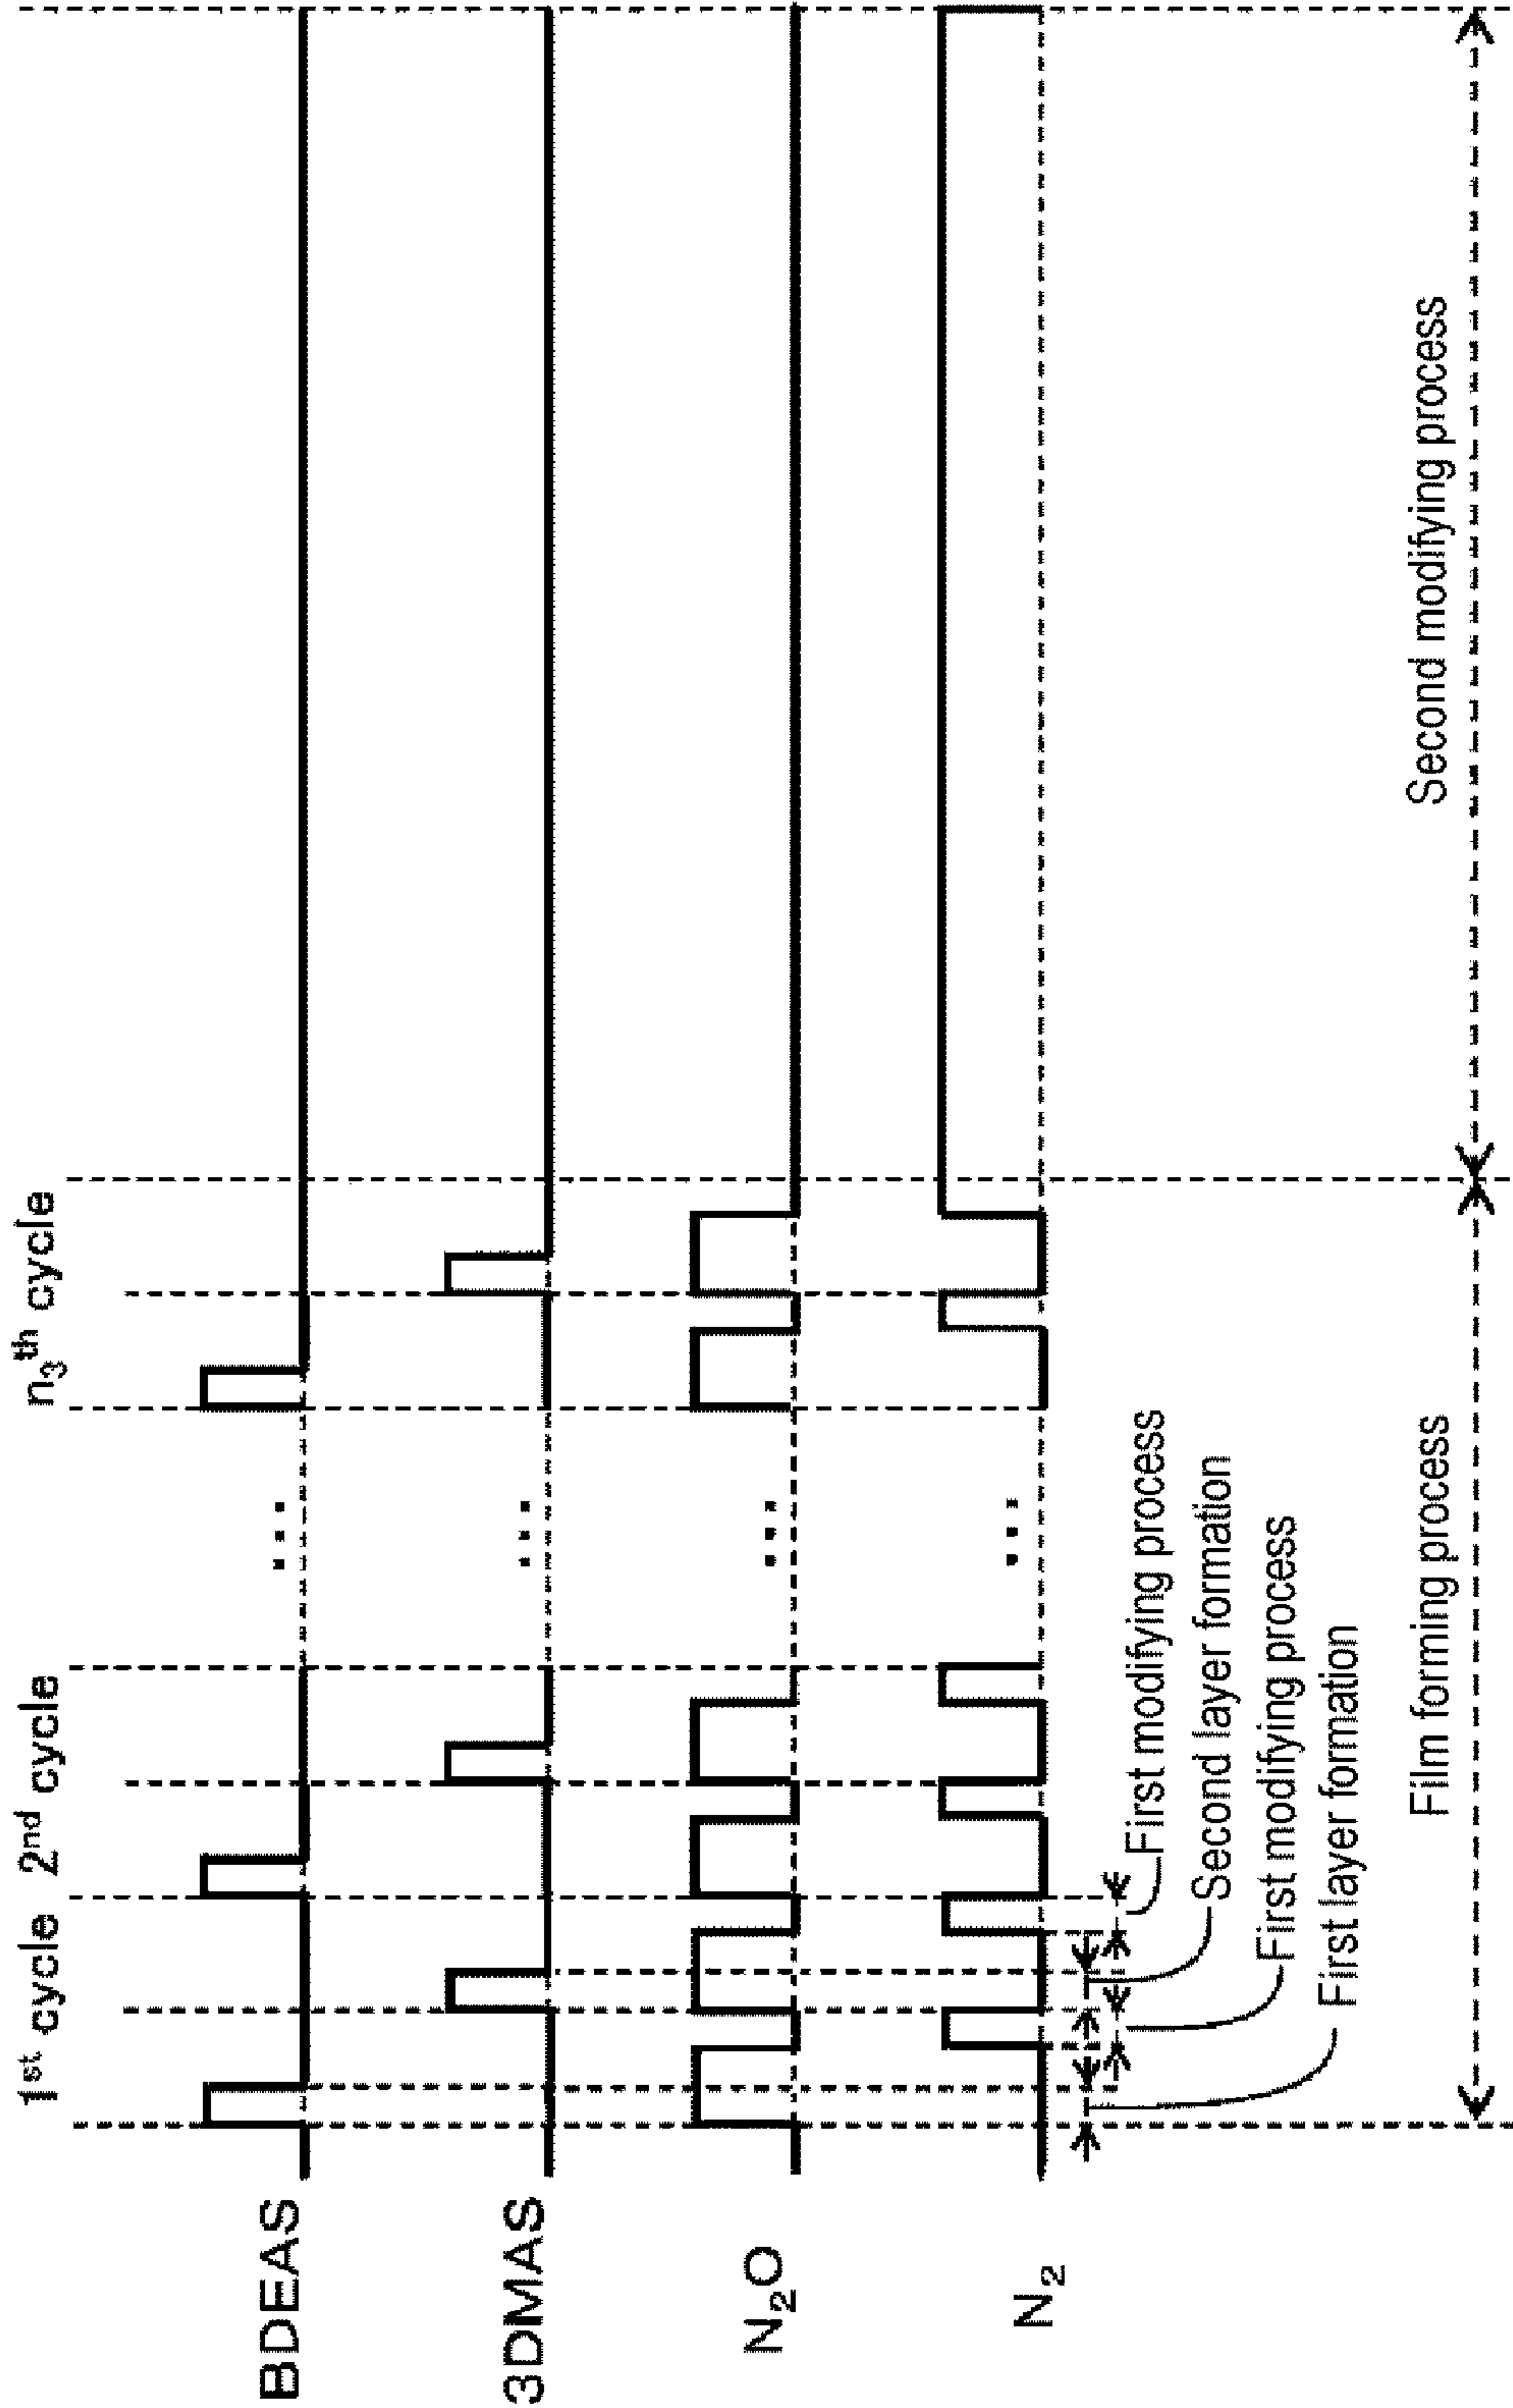 1st cycle
2nd cycle
n3th cycle
BDEAS
...
3DMAS
...
N2O
...
N2
...
First modifying process
Second layer formation
First modifying process
First layer formation
Film forming process
Second modifying process